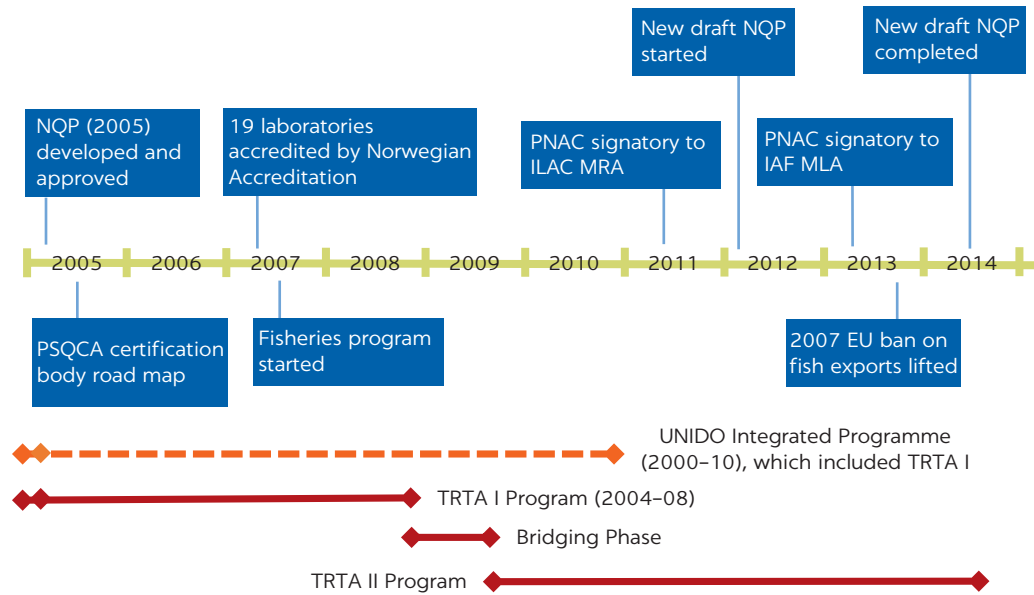 New draft NQP
started
New draft NQP
completed
NQP (2005)
developed and
approved
19 laboratories
accredited by Norwegian
Accreditation
PNAC signatory to
ILAC MRA
PNAC signatory to
IAF MLA
2005 2006 2007 2008 2009 2010 2011 2012 2013 2014
PSQCA certification
body road map
Fisheries program
started
2007 EU ban on
fish exports lifted
UNIDO Integrated Programme
(2000–10), which included TRTA I
TRTA I Program (2004–08)
Bridging Phase
TRTA II Program